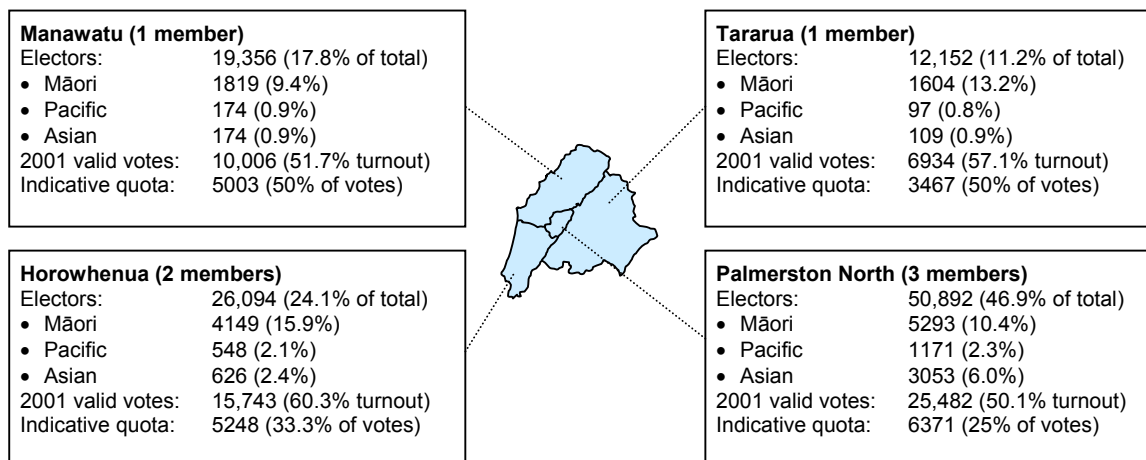 Manawatu (1 member)
Electors: 19,356 (17.8% of total)
• Māori 1819 (9.4%)
• Pacific 174 (0.9%)
• Asian 174 (0.9%)
2001 valid votes: 10,006 (51.7% turnout)
Indicative quota: 5003 (50% of votes)
Tararua (1 member)
Electors: 12,152 (11.2% of total)
• Māori 1604 (13.2%)
• Pacific 97 (0.8%)
• Asian 109 (0.9%)
2001 valid votes: 6934 (57.1% turnout)
Indicative quota: 3467 (50% of votes)
Horowhenua (2 members)
Electors: 26,094 (24.1% of total)
• Māori 4149 (15.9%)
• Pacific 548 (2.1%)
• Asian 626 (2.4%)
2001 valid votes: 15,743 (60.3% turnout)
Indicative quota: 5248 (33.3% of votes)
Palmerston North (3 members)
Electors: 50,892 (46.9% of total)
• Māori 5293 (10.4%)
• Pacific 1171 (2.3%)
• Asian 3053 (6.0%)
2001 valid votes: 25,482 (50.1% turnout)
Indicative quota: 6371 (25% of votes)